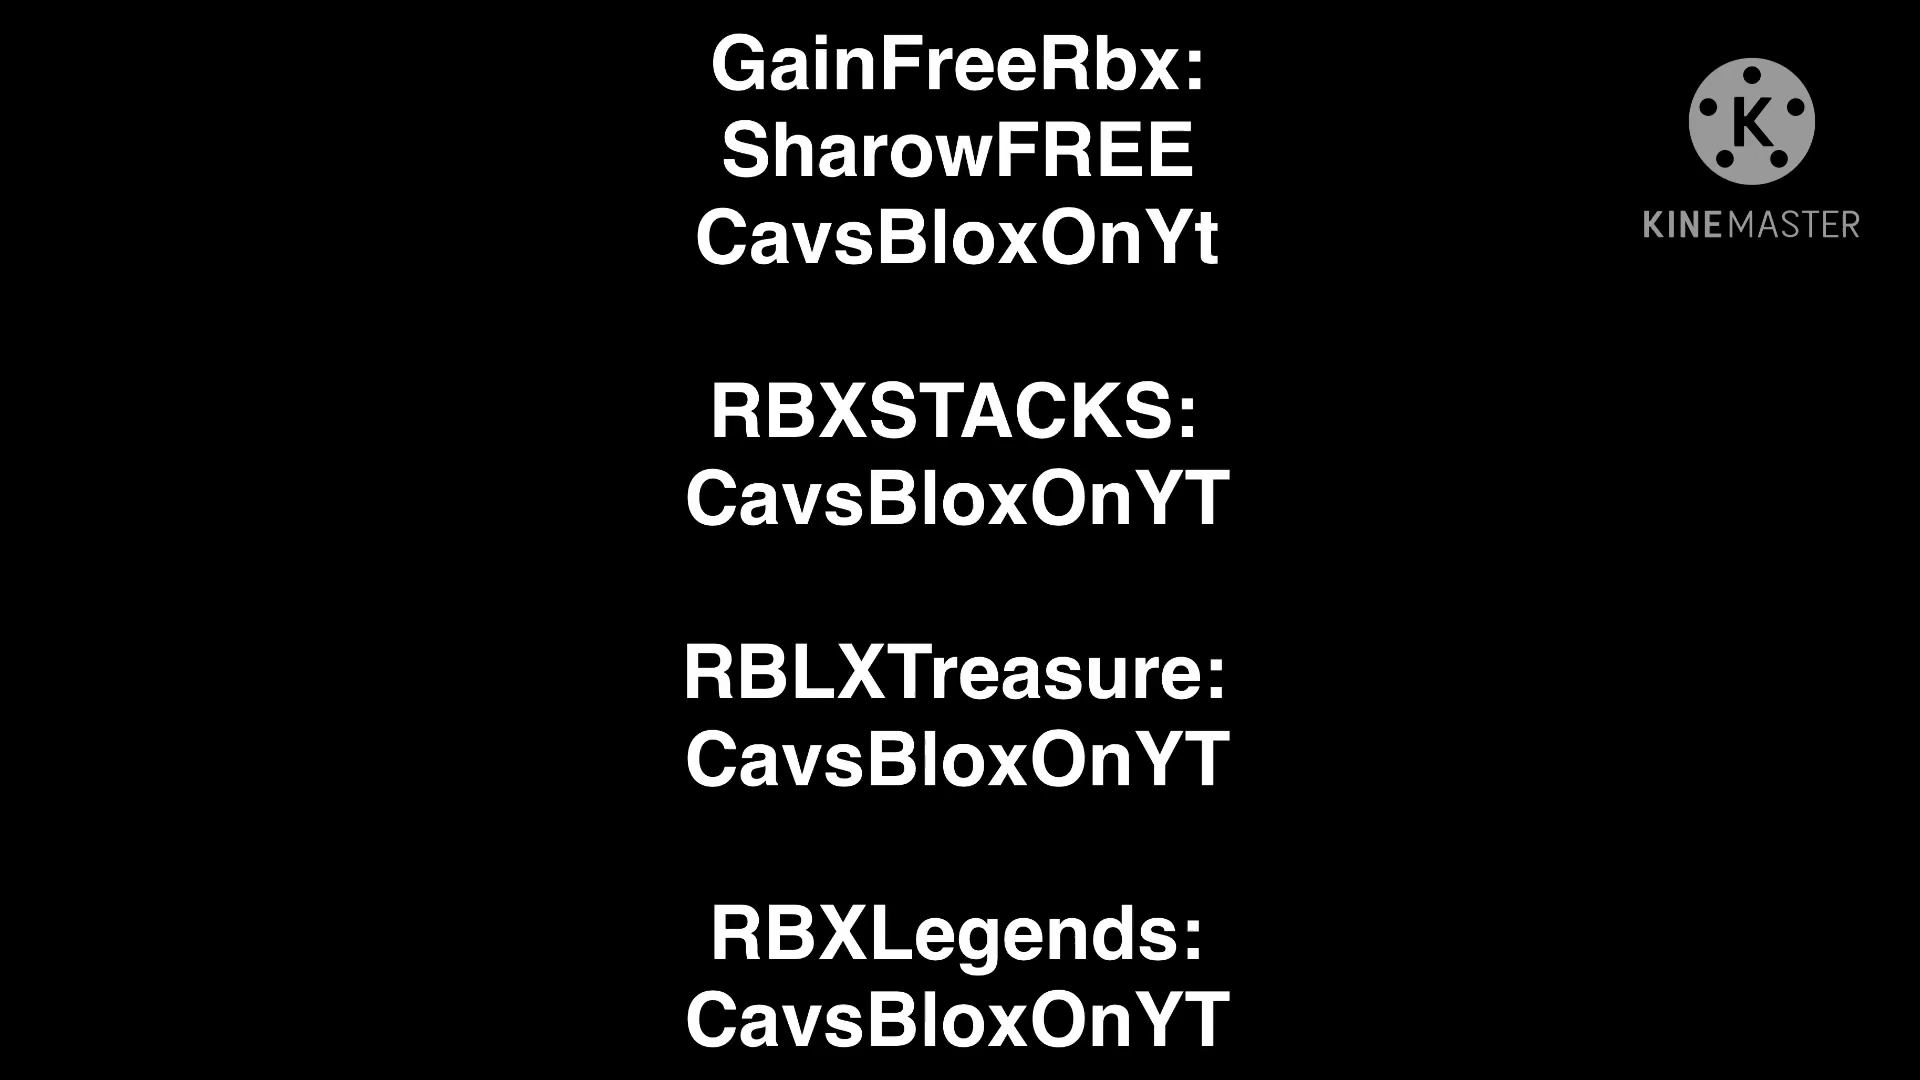 GainFreeRbx:
SharowFREE
CavsBloxOnYt
RBXSTACKS:
CavsBloxOnYT
RBLXTreasure:
CavsBloxOnYT
RBXLegends:
CavsBloxOnYT
K
KINEMASTER